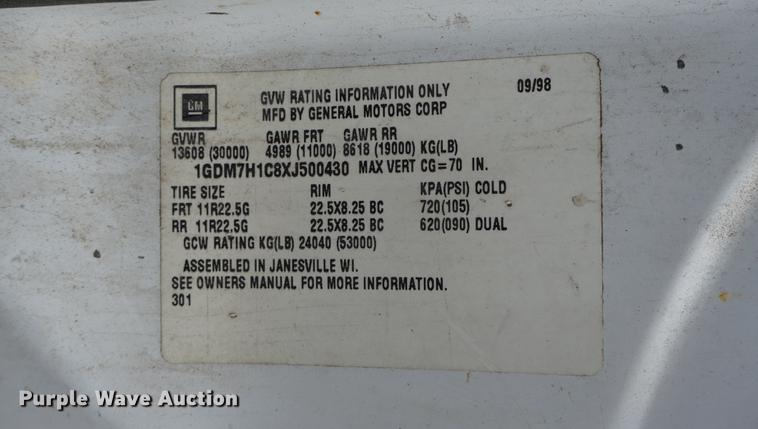 GM
GVW RATING INFORMATION ONLY 09/98
MFD BY GENERAL MOTORS CORP
GVWR GAWR FRT GAWR RR
13608 (30000) 4989 (11000) 8618 (19000) KG(LB)
1GDM7H1C8XJ500430 MAX VERT CG=70 IN.
TIRE SIZE RIM KPA(PSI) COLD
FRT 11R22.5G 22.5X8.25 BC 720(105)
RR 11R22.5G 22.5X8.25 BC 620(090) DUAL
GCW RATING KG(LB) 24040 (53000)
ASSEMBLED IN JANESVILLE WI.
SEE OWNERS MANUAL FOR MORE INFORMATION.
301
Purple Wave Auction